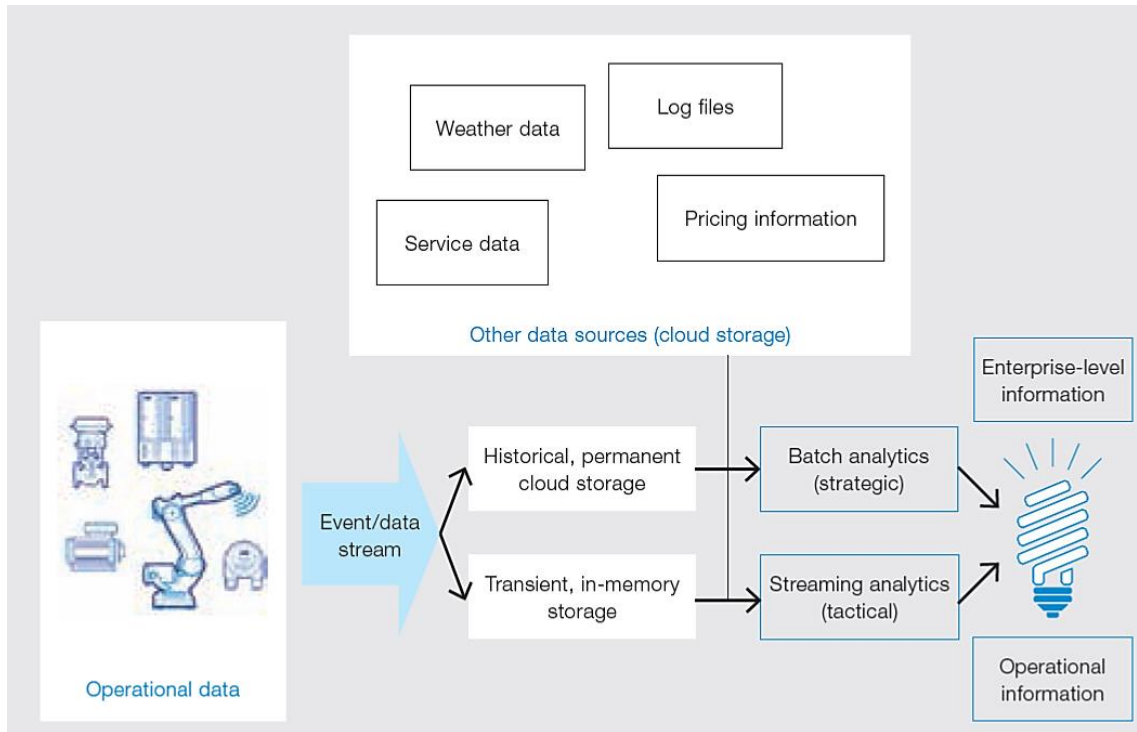 Weather data
Log files
Service data
Pricing information
Other data sources (cloud storage)
Operational data
Event/data
stream
Historical, permanent
cloud storage
Transient, in-memory
storage
Batch analytics
(strategic)
Streaming analytics
(tactical)
Enterprise-level
information
Operational
information